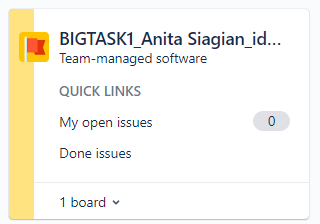 BIGTASK1_Anita Siagian_id...
Team-managed software
QUICK LINKS
My open issues 0
Done issues
1 board